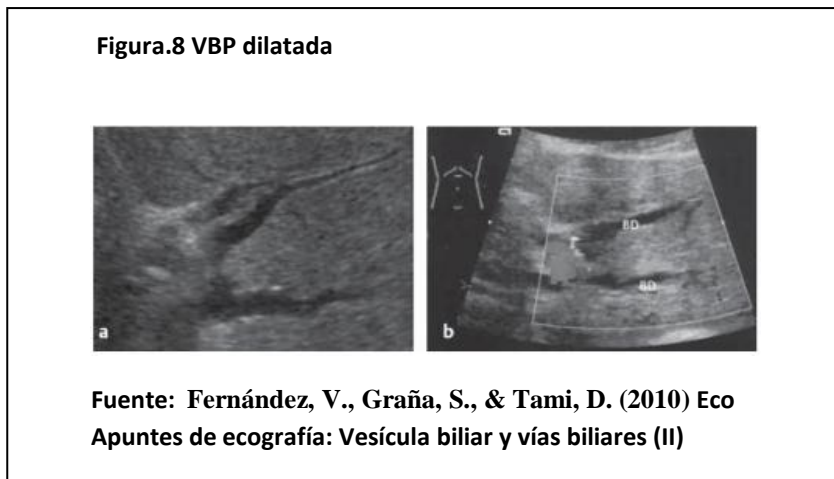 Figura.8 VBP dilatada
a
b
BD
BD
Fuente: Fernández, V., Graña, S., & Tami, D. (2010) Eco
Apuntes de ecografía: Vesícula biliar y vías biliares (II)